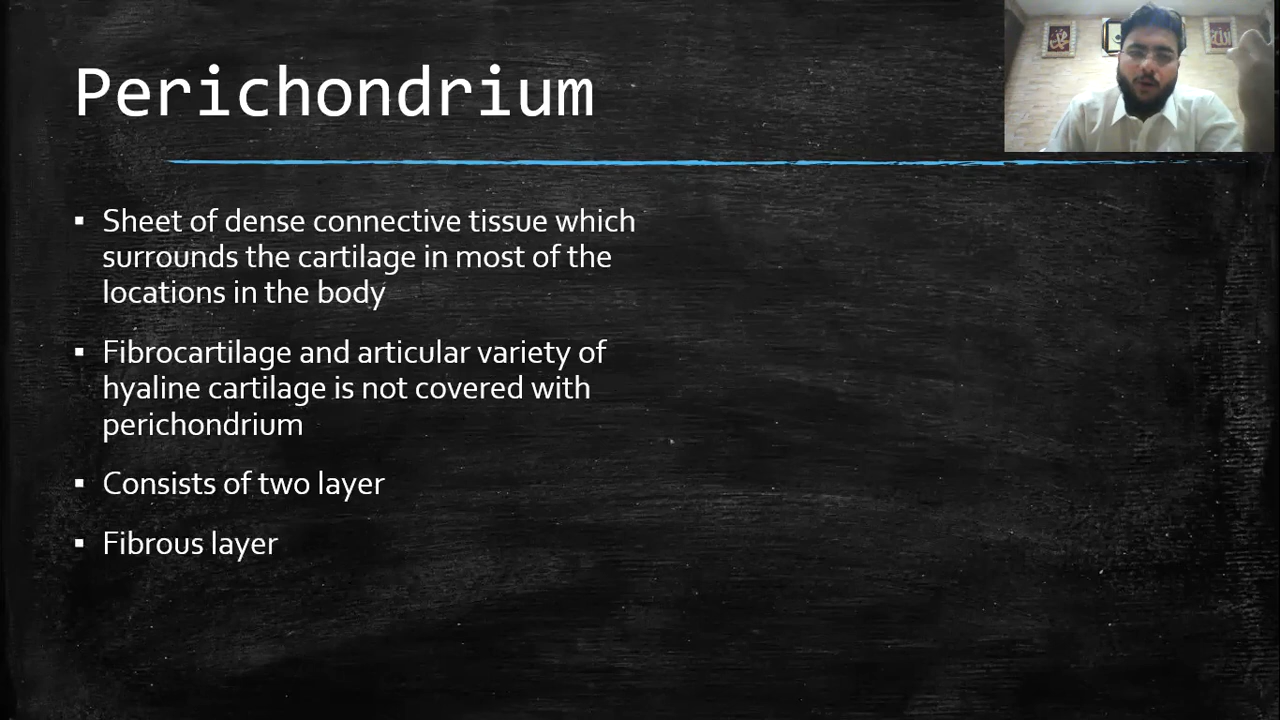 Perichondrium
▪ Sheet of dense connective tissue which
surrounds the cartilage in most of the
locations in the body
▪ Fibrocartilage and articular variety of
hyaline cartilage is not covered with
perichondrium
▪ Consists of two layer
▪ Fibrous layer